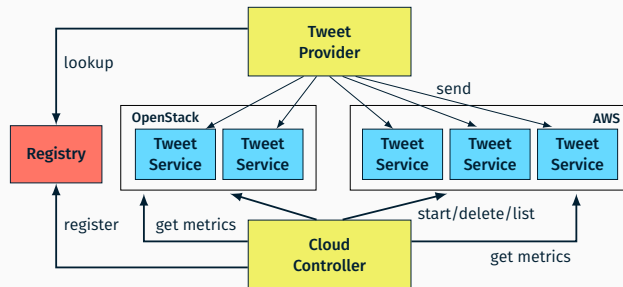 Tweet
Provider
lookup
send
OpenStack
AWS
Tweet
Service
Tweet
Service
Tweet
Service
Tweet
Service
Tweet
Service
Registry
register
get metrics
start/delete/list
Cloud
Controller
get metrics